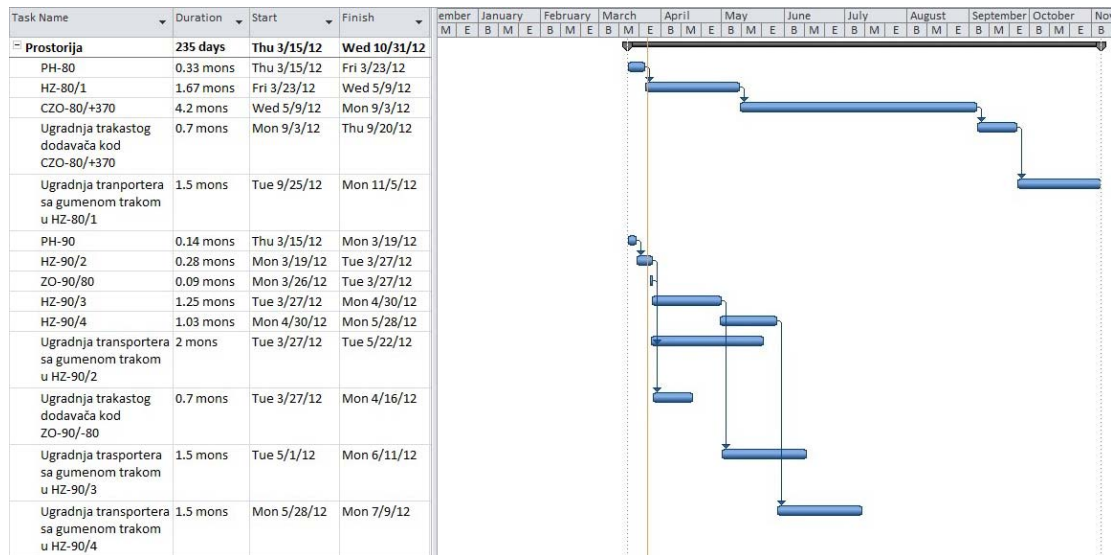 Task Name Duration Start Finish ember January February March April May June July August September October Nov
M E B M E B M E B M E B M E B M E B M E B M E B M E B M E B M E B
Prostorija 235 days Thu 3/15/12 Wed 10/31/12
PH-80 0.33 mons Thu 3/15/12 Fri 3/23/12
HZ-80/1 1.67 mons Fri 3/23/12 Wed 5/9/12
CZO-80/+370 4.2 mons Wed 5/9/12 Mon 9/3/12
Ugradnja trakastog 0.7 mons Mon 9/3/12 Thu 9/20/12
dodavača kod
CZO-80/+370
Ugradnja tranportera 1.5 mons Tue 9/25/12 Mon 11/5/12
sa gumenom trakom
u HZ-80/1
PH-90 0.14 mons Thu 3/15/12 Mon 3/19/12
HZ-90/2 0.28 mons Mon 3/19/12 Tue 3/27/12
ZO-90/80 0.09 mons Mon 3/26/12 Tue 3/27/12
HZ-90/3 1.25 mons Tue 3/27/12 Mon 4/30/12
HZ-90/4 1.03 mons Mon 4/30/12 Mon 5/28/12
Ugradnja transportera 2 mons Tue 3/27/12 Tue 5/22/12
sa gumenom trakom
u HZ-90/2
Ugradnja trakastog 0.7 mons Tue 3/27/12 Mon 4/16/12
dodavača kod
ZO-90/-80
Ugradnja trasportera 1.5 mons Tue 5/1/12 Mon 6/11/12
sa gumenom trakom
u HZ-90/3
Ugradnja transportera 1.5 mons Mon 5/28/12 Mon 7/9/12
sa gumenom trakom
u HZ-90/4